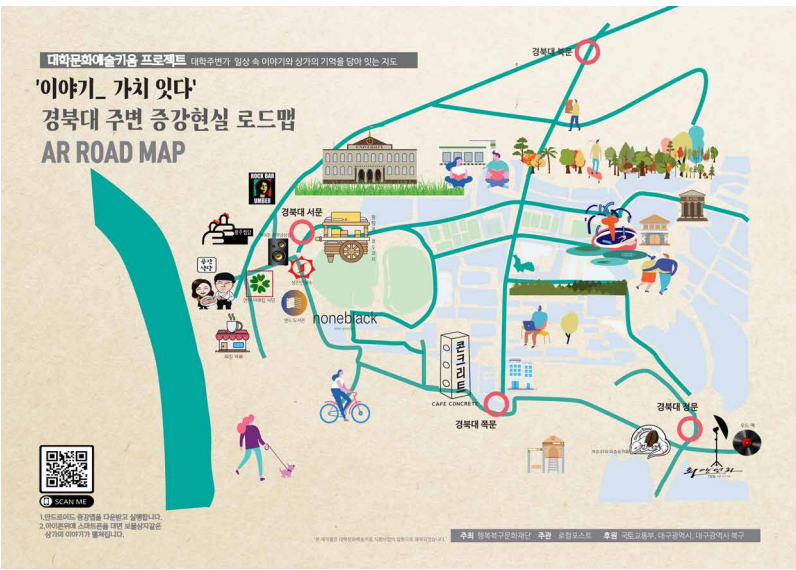 대학문화예술키움 프로젝트 대학주변가 일상 속 이야기와 상가의 기억을 담아 잇는 지도
'이야기_ 가치 잇다'
경북대 주변 증강현실 로드맵
AR ROAD MAP
경북대 북문
UNIVERSITY
ROCK BAR
UMBER
경북대 서문
공간
식당
noneblack
콘크리트
CAFE CONCRETE
경북대 쪽문
경북대 정문
SCAN ME
1.안드로이드 증강앱을 다운받고 실행합니다.
2.아이콘위에 스마트폰을 대면 보물상자같은
상가의 이야기가 펼쳐집니다.
주최 행복북구문화재단 주관 로컬포스트 후원 국토교통부, 대구광역시, 대구광역시 북구